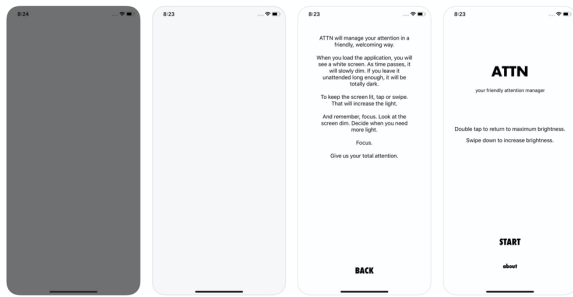 8:24
8:23
8:23
ATTN will manage your attention in a
friendly, welcoming way.
When you load the application, you will
see a white screen. As time passes, it
will slowly dim. If you leave it
unattended long enough, it will be
totally dark.
To keep the screen lit, tap or swipe.
That will increase the light.
And remember, focus. Look at the
screen dim. Decide when you need
more light.
Focus.
Give us your total attention.
BACK
8:23
ATTN
your friendly attention manager
Double tap to return to maximum brightness.
Swipe down to increase brightness.
START
about